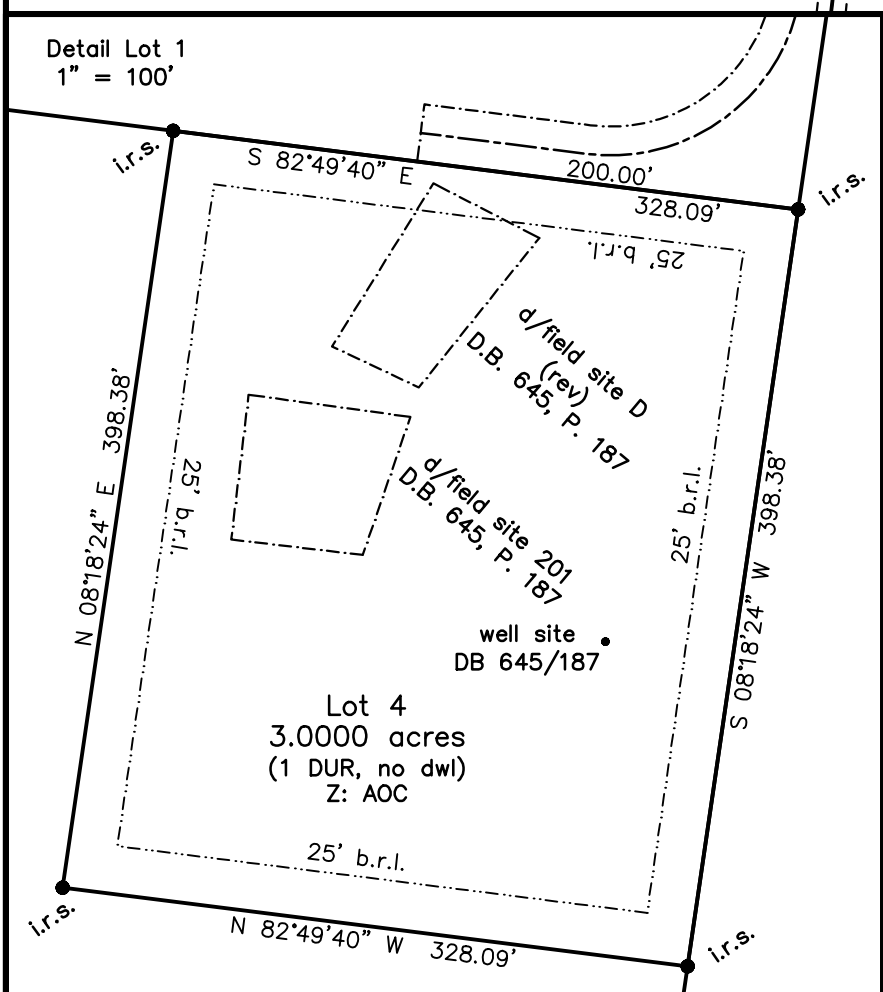 Detail Lot 1
1" = 100'
i.r.s.
S 82°49'40" E
200.00'
328.09'
i.r.s.
25' b.r.l.
d/field site D
(rev)
D.B. 645, P. 187
N 08°18'24" E 398.38'
25' b.r.l.
d/field site 201
D.B. 645, P. 187
25' b.r.l.
S 08°18'24" W 398.38'
well site
DB 645/187
Lot 4
3.0000 acres
(1 DUR, no dwl)
Z: AOC
25' b.r.l.
i.r.s.
N 82°49'40" W 328.09'
i.r.s.